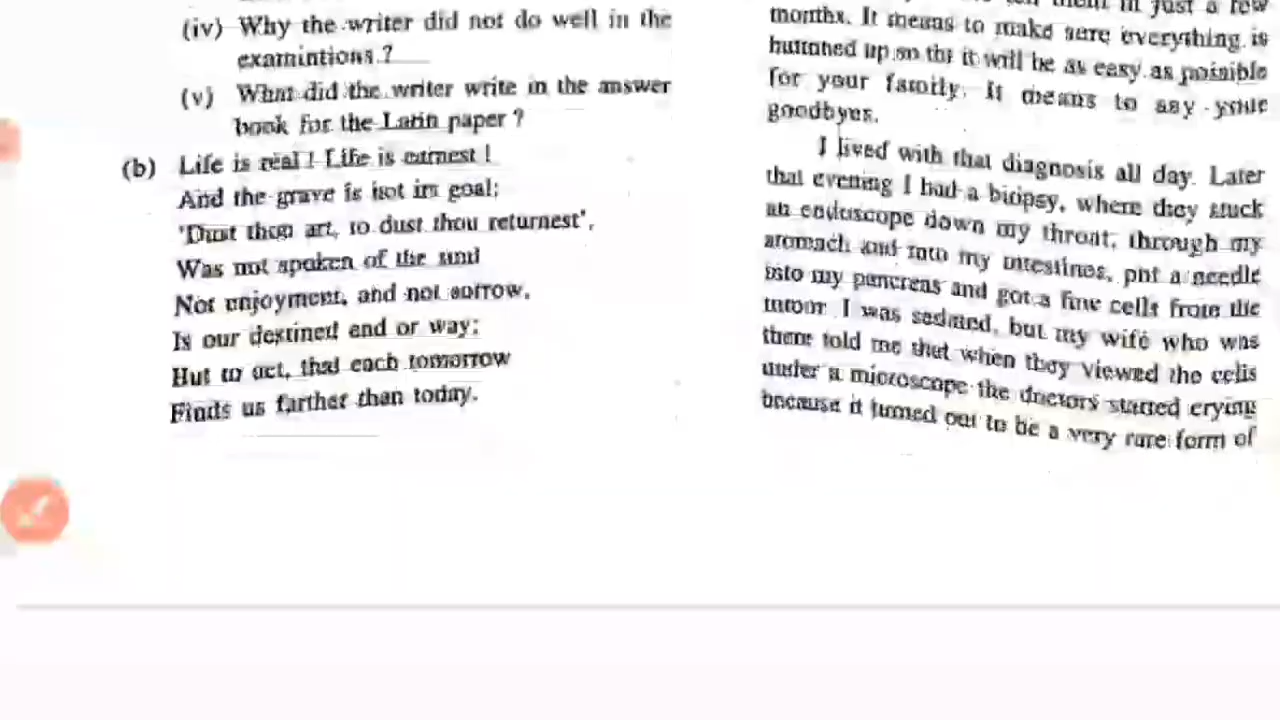 (iv) Why the writer did not do well in the
examintions ?
(v) What did the writer write in the answer
book for the Latin paper ?
(b) Life is real ! Life is earnest !
And the grave is not its goal;
'Dust thou art, to dust thou returnest',
Was not spoken of the soul
Not enjoyment, and not sorrow,
Is our destined end or way;
But to act, that each tomorrow
Finds us farther than today.
them in just a few
months. It means to make sure everything is
buttoned up so that it will be as easy as possible
for your family. It means to say your
goodbyes.
I lived with that diagnosis all day. Later
that evening I had a biopsy, where they stuck
an endoscope down my throat, through my
stomach and into my intestines, put a needle
into my pancreas and got a few cells from the
tumor. I was sedated, but my wife who was
there told me that when they viewed the cells
under a microscope the doctors started crying
because it turned out to be a very rare form of